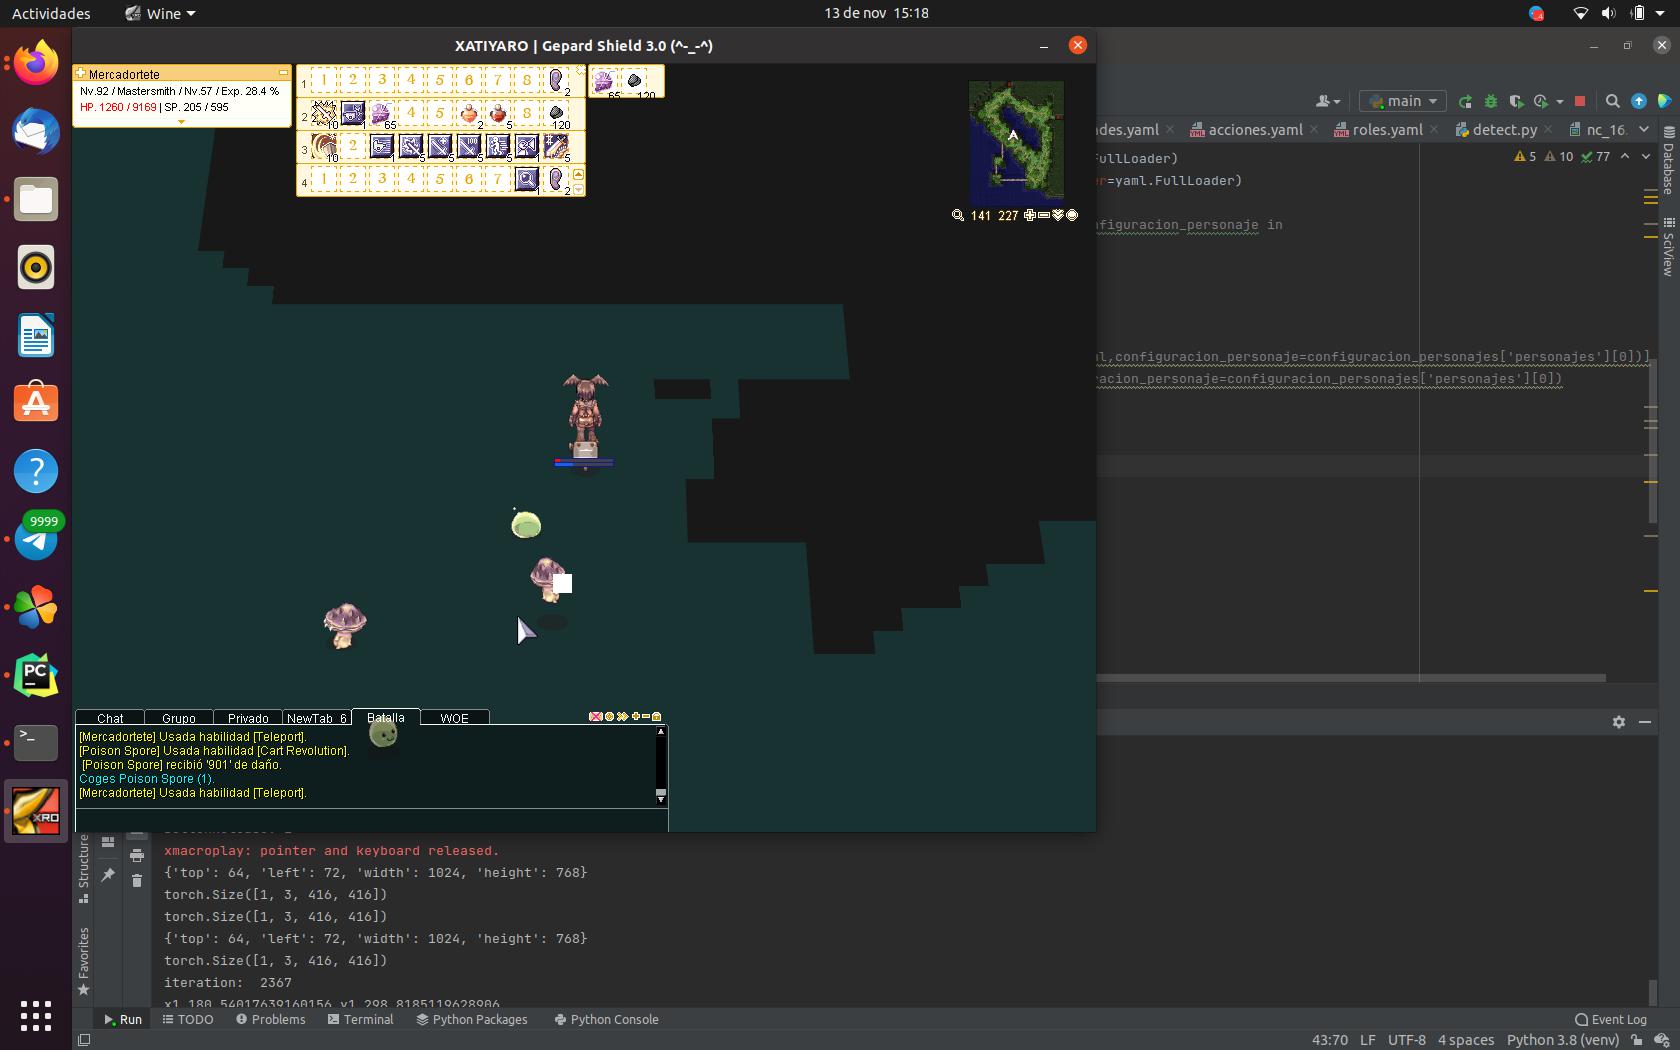 Actividades
Wine
13 de nov 15:18
XATIYARO | Gepard Shield 3.0 (^-_-^)
Mercadortete
Nv.92 / Mastersmith / Nv.57 / Exp. 28.4 %
HP. 1260 / 9169 | SP. 205 / 595
1 1 2 3 4 5 6 7 8 2
65 120
2 10 1 65 4 5 2 5 8 120
3 10 2 1 5 5 5 5 1 5
4 1 2 3 4 5 6 7 1 2
A
141 227
main
ades.yaml
acciones.yaml
roles.yaml
detect.py
nc_16.
FullLoader)
5 10 77
r=yaml.FullLoader)
nfiguracion_personaje in
al,configuracion_personaje=configuracion_personajes['personajes'][0])]
racion_personaje=configuracion_personajes['personajes'][0])
Database
SciView
9999
PC
XRO
Chat Grupo Privado NewTab 6 Batalla WOE
[Mercadortete] Usada habilidad [Teleport].
[Poison Spore] Usada habilidad [Cart Revolution].
[Poison Spore] recibió '901' de daño.
Coges Poison Spore (1).
[Mercadortete] Usada habilidad [Teleport].
xmacroplay: pointer and keyboard released.
{'top': 64, 'left': 72, 'width': 1024, 'height': 768}
torch.Size([1, 3, 416, 416])
torch.Size([1, 3, 416, 416])
{'top': 64, 'left': 72, 'width': 1024, 'height': 768}
torch.Size([1, 3, 416, 416])
iteration: 2367
x1 180.54017639160156 y1 298.8185119628906
Structure
Favorites
Run TODO Problems Terminal Python Packages Python Console
Event Log
43:70 LF UTF-8 4 spaces Python 3.8 (venv)